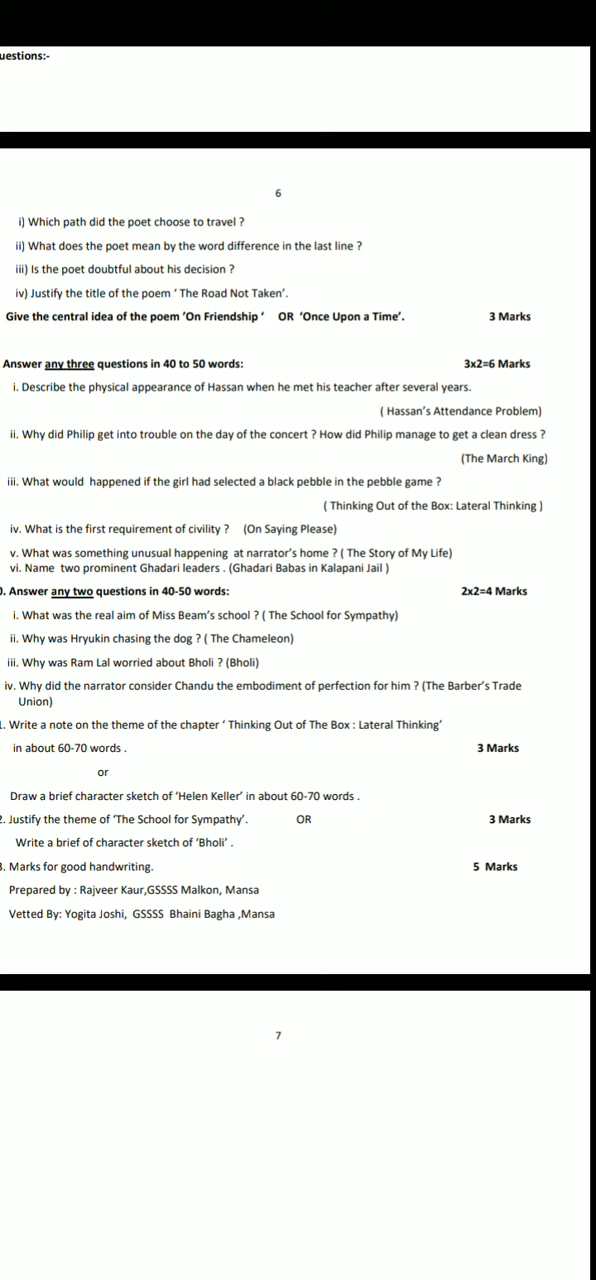 uestions:-
6
i) Which path did the poet choose to travel ?
ii) What does the poet mean by the word difference in the last line ?
iii) Is the poet doubtful about his decision ?
iv) Justify the title of the poem ‘ The Road Not Taken’.
Give the central idea of the poem ‘On Friendship ‘ OR ‘Once Upon a Time’. 3 Marks
Answer any three questions in 40 to 50 words: 3x2=6 Marks
i. Describe the physical appearance of Hassan when he met his teacher after several years.
( Hassan’s Attendance Problem)
ii. Why did Philip get into trouble on the day of the concert ? How did Philip manage to get a clean dress ?
(The March King)
iii. What would happened if the girl had selected a black pebble in the pebble game ?
( Thinking Out of the Box: Lateral Thinking )
iv. What is the first requirement of civility ? (On Saying Please)
v. What was something unusual happening at narrator’s home ? ( The Story of My Life)
vi. Name two prominent Ghadari leaders . (Ghadari Babas in Kalapani Jail )
. Answer any two questions in 40-50 words: 2x2=4 Marks
i. What was the real aim of Miss Beam’s school ? ( The School for Sympathy)
ii. Why was Hryukin chasing the dog ? ( The Chameleon)
iii. Why was Ram Lal worried about Bholi ? (Bholi)
iv. Why did the narrator consider Chandu the embodiment of perfection for him ? (The Barber’s Trade
Union)
. Write a note on the theme of the chapter ‘ Thinking Out of The Box : Lateral Thinking’
in about 60-70 words . 3 Marks
or
Draw a brief character sketch of ‘Helen Keller’ in about 60-70 words .
2. Justify the theme of ‘The School for Sympathy’. OR 3 Marks
Write a brief of character sketch of ‘Bholi’ .
3. Marks for good handwriting. 5 Marks
Prepared by : Rajveer Kaur,GSSSS Malkon, Mansa
Vetted By: Yogita Joshi, GSSSS Bhaini Bagha ,Mansa
7